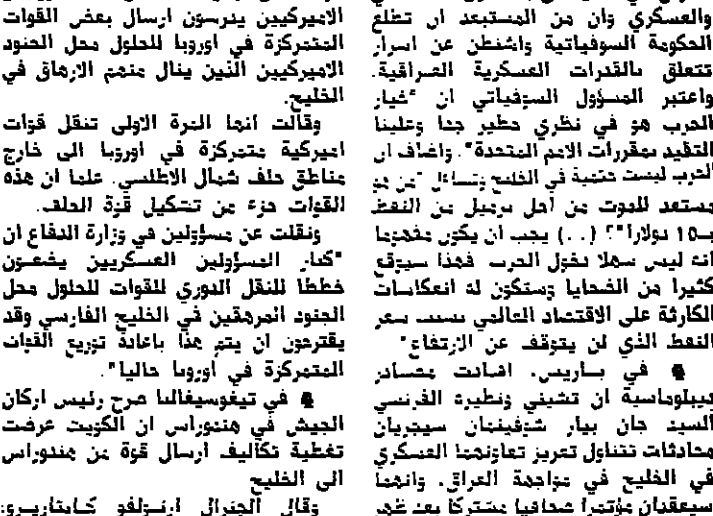 والعسكري وان من المستبعد ان تطلع
الحكومة السوفياتية واشنطن عن اسرار
تتعلق بالقدرات العسكرية العراقية.
واعتبر المسؤول السوفياتي ان "خيار
الحرب هو في نظري خطير جدا وعلينا
التقيد بمقررات الامم المتحدة". واضاف ان
الحرب ليست حتمية في الخليج وتساءل "من هو
مستعد للموت من اجل برميل من النفط
بـ١٥ دولارا"؟ (..) يجب ان يكون مفهوما
انه ليس سهلا دخول الحرب فهذا سيوقع
كثيرا من الضحايا وستكون له انعكاسات
الكارثة على الاقتصاد العالمي بسبب سعر
النفط الذي لن يتوقف عن الارتفاع"
في باريس، افادت مصادر
ديبلوماسية ان تشيني ونظيره الفرنسي
السيد جان بيار شوفينمان سيجريان
محادثات تتناول تعزيز تعاونهما العسكري
في الخليج في مواجهة العراق. وانهما
سيعقدان مؤتمرا صحافيا مشتركا بعد ظهر
الاميركيين يدرسون ارسال بعض القوات
المتمركزة في اوروبا للحلول محل الجنود
الاميركيين الذين ينال منهم الارهاق في
الخليج.
وقالت انها المرة الاولى تنقل قوات
اميركية متمركزة في اوروبا الى خارج
مناطق حلف شمال الاطلسي. علما ان هذه
القوات جزء من تشكيل قوة الحلف.
ونقلت عن مسؤولين في وزارة الدفاع ان
"كبار المسؤولين العسكريين يضعون
خططا للنقل الدوري للقوات للحلول محل
الجنود المرهقين في الخليج الفارسي وقد
يقترحون ان يتم هذا باعادة توزيع القوات
المتمركزة في اوروبا حاليا".
في تيغوسيغالبا صرح رئيس اركان
الجيش في هندوراس ان الكويت عرضت
تغطية تكاليف ارسال قوة من هندوراس
الى الخليج
وقال الجنرال ارنولفو كانتاريرو